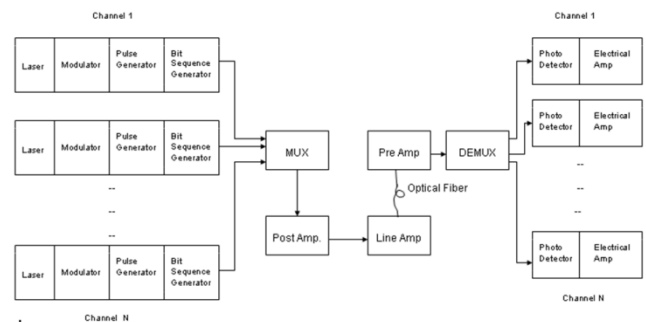 Channel 1
Laser
Modulator
Pulse
Generator
Bit
Sequence
Generator
Laser
Modulator
Pulse
Generator
Bit
Sequence
Generator
--
--
--
Laser
Modulator
Pulse
Generator
Bit
Sequence
Generator
Channel N
MUX
Post Amp.
Line Amp
Optical Fiber
Pre Amp
DEMUX
Channel 1
Photo
Detector
Electrical
Amp
Photo
Detector
Electrical
Amp
--
--
--
Photo
Detector
Electrical
Amp
Channel N